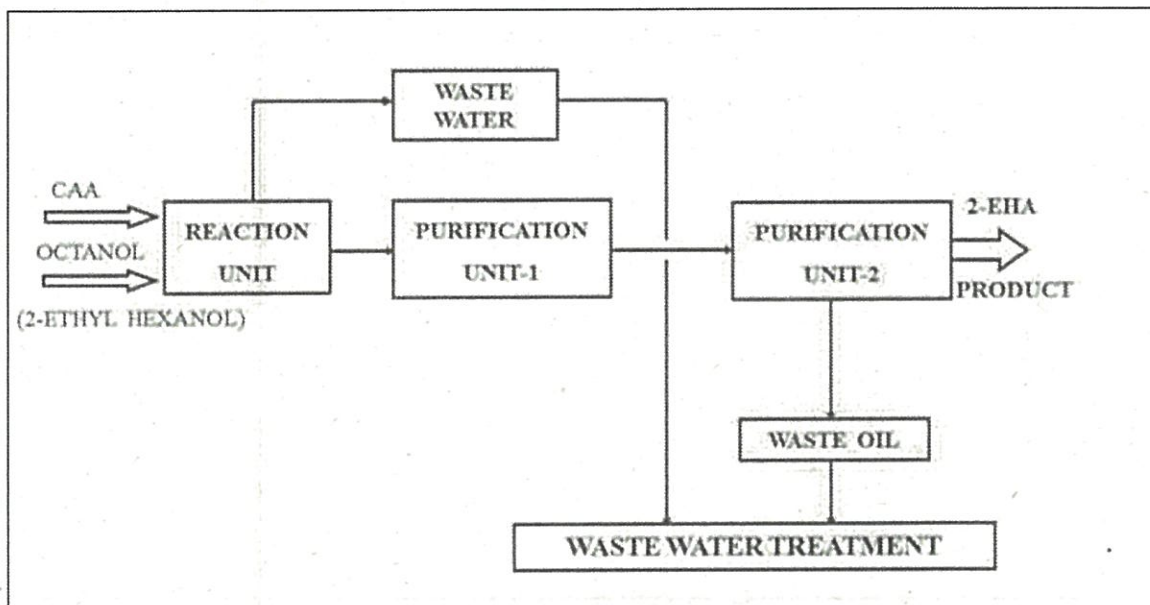 WASTE
WATER
CAA
OCTANOL
(2-ETHYL HEXANOL)
REACTION
UNIT
PURIFICATION
UNIT-1
PURIFICATION
UNIT-2
2-EHA
PRODUCT
WASTE OIL
WASTE WATER TREATMENT